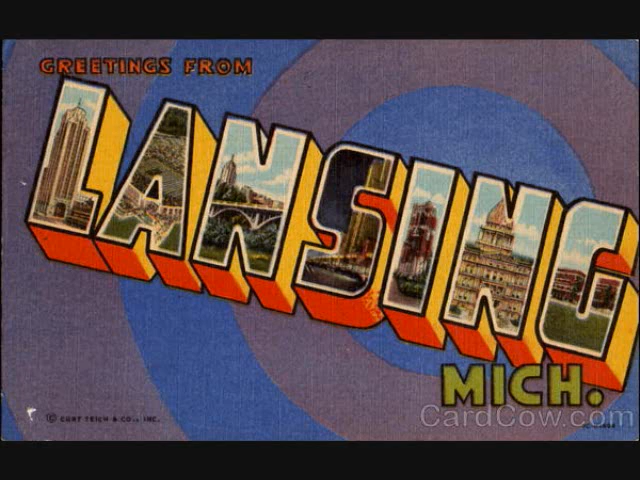 GREETINGS FROM
LANSING
MICH.
© CURT TEICH & CO., INC.
CardCow.com